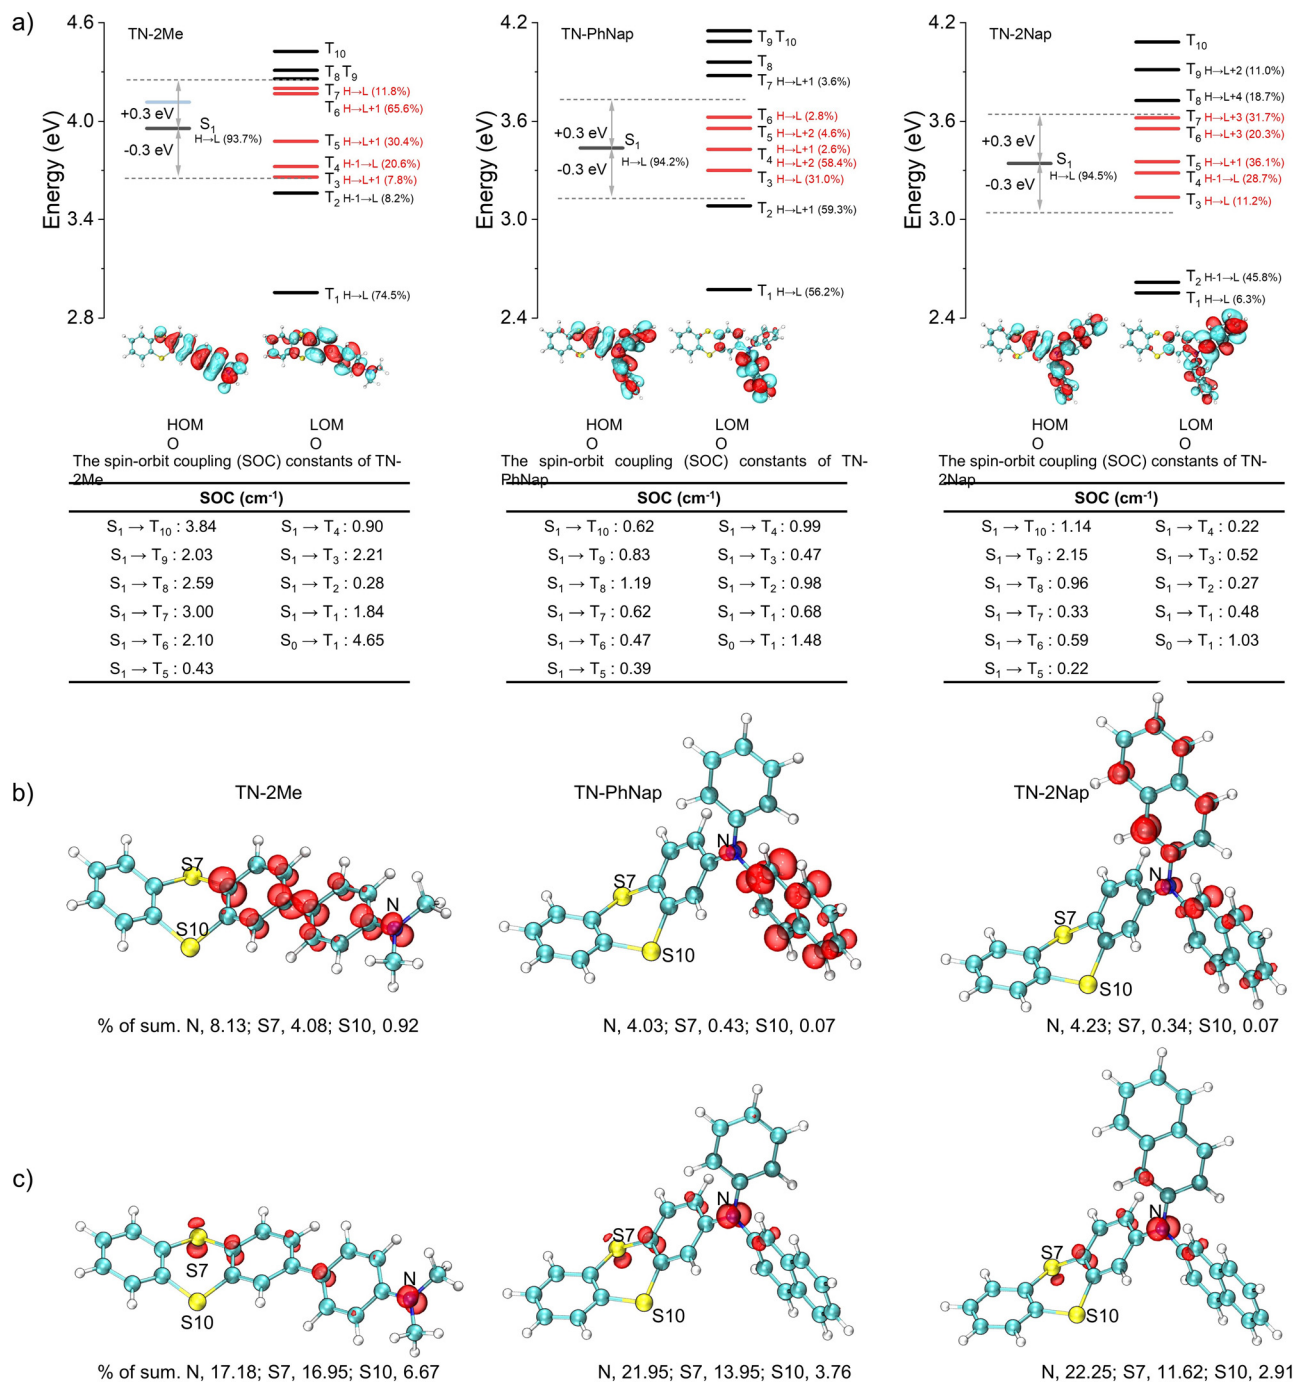 a)
TN-2Me
4.6
4.0
3.4
2.8
Energy (eV)
+0.3 eV
-0.3 eV
S1
H→L (93.7%)
T10
T8 T9
T7 H→L (11.8%)
T6 H→L+1 (65.6%)
T5 H→L+1 (30.4%)
T4 H-1→L (20.6%)
T3 H→L+1 (7.8%)
T2 H-1→L (8.2%)
T1 H→L (74.5%)
HOM
O
LOM
O
TN-PhNap
4.2
3.6
3.0
2.4
Energy (eV)
+0.3 eV
-0.3 eV
S1
H→L (94.2%)
T9 T10
T8
T7 H→L+1 (3.6%)
T6 H→L (2.8%)
T5 H→L+2 (4.6%)
H→L+1 (2.6%)
T4 H→L+2 (58.4%)
T3 H→L (31.0%)
T2 H→L+1 (59.3%)
T1 H→L (56.2%)
HOM
O
LOM
O
TN-2Nap
4.2
3.6
3.0
2.4
Energy (eV)
+0.3 eV
-0.3 eV
S1
H→L (94.5%)
T10
T9 H→L+2 (11.0%)
T8 H→L+4 (18.7%)
T7 H→L+3 (31.7%)
T6 H→L+3 (20.3%)
T5 H→L+1 (36.1%)
T4 H-1→L (28.7%)
T3 H→L (11.2%)
T2 H-1→L (45.8%)
T1 H→L (6.3%)
HOM
O
LOM
O
The spin-orbit coupling (SOC) constants of TN-
2Me
SOC (cm-1)
S1 → T10 : 3.84 S1 → T4 : 0.90
S1 → T9 : 2.03 S1 → T3 : 2.21
S1 → T8 : 2.59 S1 → T2 : 0.28
S1 → T7 : 3.00 S1 → T1 : 1.84
S1 → T6 : 2.10 S0 → T1 : 4.65
S1 → T5 : 0.43
The spin-orbit coupling (SOC) constants of TN-
PhNap
SOC (cm-1)
S1 → T10 : 0.62 S1 → T4 : 0.99
S1 → T9 : 0.83 S1 → T3 : 0.47
S1 → T8 : 1.19 S1 → T2 : 0.98
S1 → T7 : 0.62 S1 → T1 : 0.68
S1 → T6 : 0.47 S0 → T1 : 1.48
S1 → T5 : 0.39
The spin-orbit coupling (SOC) constants of TN-
2Nap
SOC (cm-1)
S1 → T10 : 1.14 S1 → T4 : 0.22
S1 → T9 : 2.15 S1 → T3 : 0.52
S1 → T8 : 0.96 S1 → T2 : 0.27
S1 → T7 : 0.33 S1 → T1 : 0.48
S1 → T6 : 0.59 S0 → T1 : 1.03
S1 → T5 : 0.22
b)
TN-2Me
S7
S10
N
% of sum. N, 8.13; S7, 4.08; S10, 0.92
TN-PhNap
N
S7
S10
N, 4.03; S7, 0.43; S10, 0.07
TN-2Nap
N
S7
S10
N, 4.23; S7, 0.34; S10, 0.07
c)
S7
N
S10
% of sum. N, 17.18; S7, 16.95; S10, 6.67
N
S7
S10
N, 21.95; S7, 13.95; S10, 3.76
N
S7
S10
N, 22.25; S7, 11.62; S10, 2.91